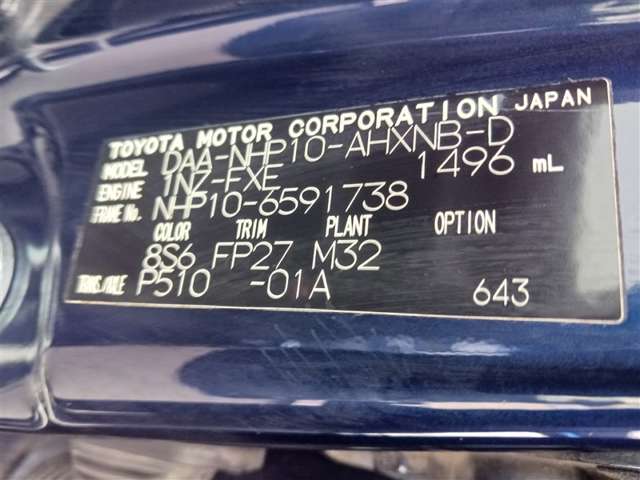 TOYOTA MOTOR CORPORATION JAPAN
MODEL DAA-NHP10-AHXNB-D
ENGINE 1NZ-FXE 1496 mL
FRAME No. NHP10-6591738
COLOR TRIM PLANT OPTION
8S6 FP27 M32
TRANS/AXLE P510 -01A 643